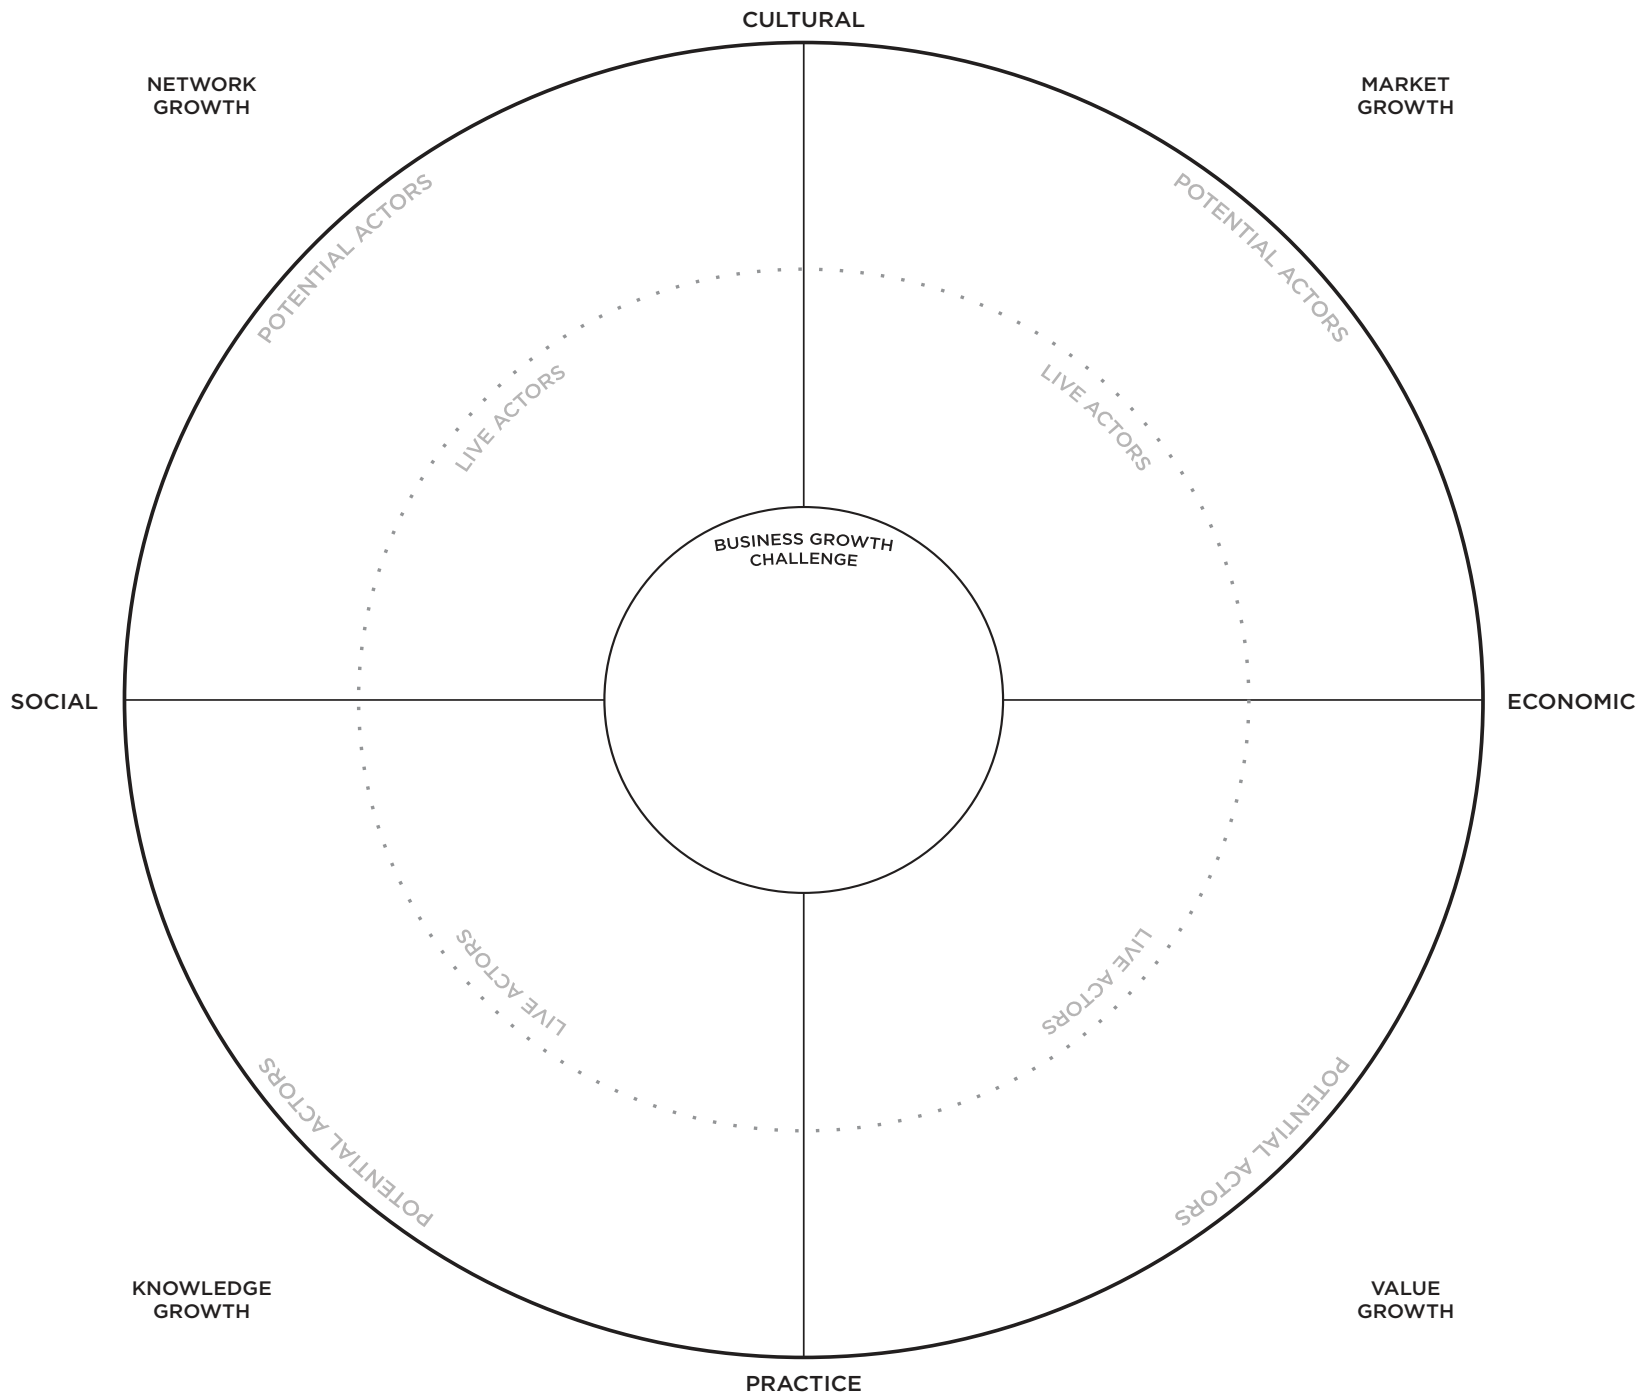 CULTURAL
NETWORK
GROWTH
MARKET
GROWTH
POTENTIAL ACTORS
POTENTIAL ACTORS
LIVE ACTORS
LIVE ACTORS
BUSINESS GROWTH
CHALLENGE
SOCIAL
ECONOMIC
LIVE ACTORS
LIVE ACTORS
POTENTIAL ACTORS
POTENTIAL ACTORS
KNOWLEDGE
GROWTH
VALUE
GROWTH
PRACTICE